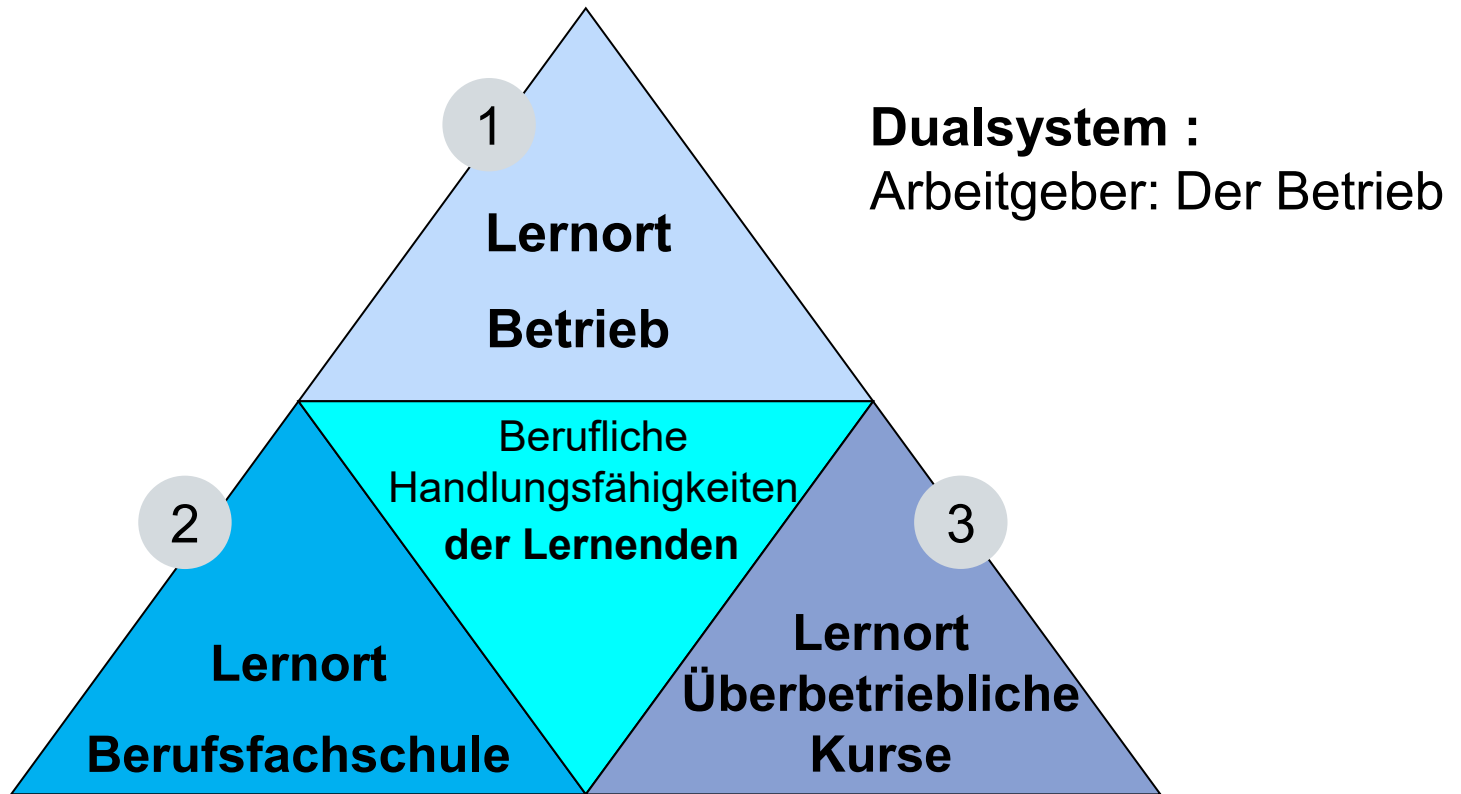 1
Dualsystem :
Arbeitgeber: Der Betrieb
Lernort
Betrieb
Berufliche
Handlungsfähigkeiten
der Lernenden
2
3
Lernort
Berufsfachschule
Lernort
Überbetriebliche
Kurse